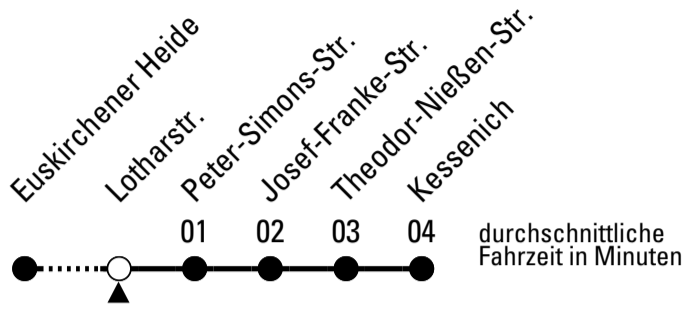 Euskirchener Heide
Lotharstr.
Peter-Simons-Str.
Josef-Franke-Str.
Theodor-Nießen-Str.
Kessenich
01 02 03 04
durchschnittliche
Fahrzeit in Minuten